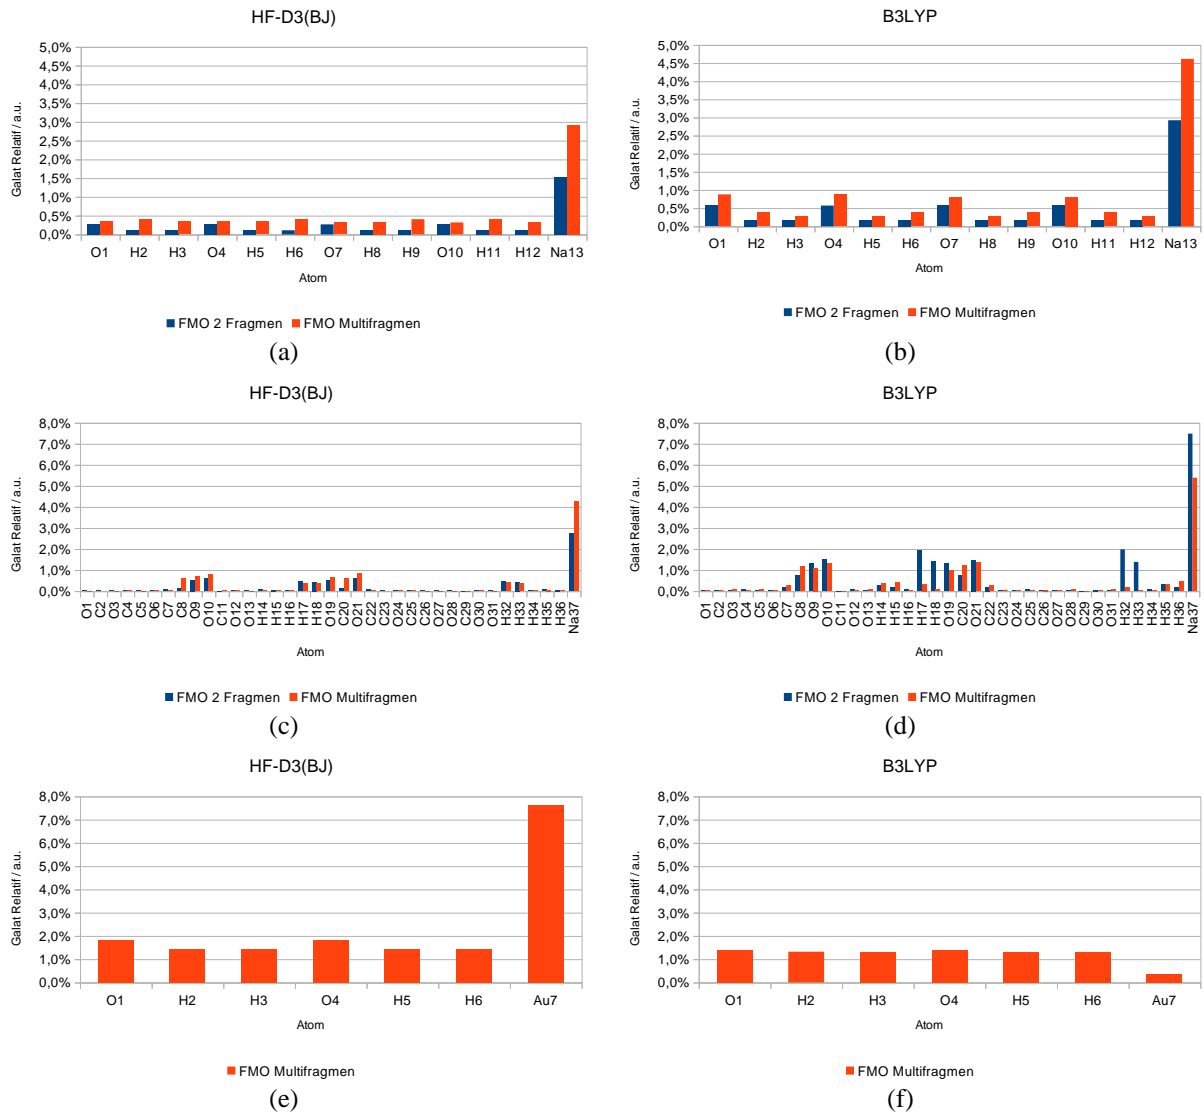 HF-D3(BJ)
5,0%
4,5%
4,0%
3,5%
3,0%
2,5%
2,0%
1,5%
1,0%
0,5%
0,0%
Galat Relatif / a.u.
O1 H2 H3 O4 H5 H6 O7 H8 H9 O10 H11 H12 Na13
Atom
FMO 2 Fragmen FMO Multifragmen
(a)
B3LYP
5,0%
4,5%
4,0%
3,5%
3,0%
2,5%
2,0%
1,5%
1,0%
0,5%
0,0%
Galat Relatif / a.u.
O1 H2 H3 O4 H5 H6 O7 H8 H9 O10 H11 H12 Na13
Atom
FMO 2 Fragmen FMO Multifragmen
(b)
HF-D3(BJ)
8,0%
7,0%
6,0%
5,0%
4,0%
3,0%
2,0%
1,0%
0,0%
Galat Relatif / a.u.
O1 C2 O3 C4 C5 O6 C7 C8 O9 O10 C11 O12 O13 H14 H15 H16 H17 H18 O19 C20 O21 C22 C23 O24 C25 C26 O27 O28 C29 O30 O31 H32 H33 H34 H35 H36 Na37
Atom
FMO 2 Fragmen FMO Multifragmen
(c)
B3LYP
8,0%
7,0%
6,0%
5,0%
4,0%
3,0%
2,0%
1,0%
0,0%
Galat Relatif / a.u.
O1 C2 O3 C4 C5 O6 C7 C8 O9 O10 C11 O12 O13 H14 H15 H16 H17 H18 O19 C20 O21 C22 C23 O24 C25 C26 O27 O28 C29 O30 O31 H32 H33 H34 H35 H36 Na37
Atom
FMO 2 Fragmen FMO Multifragmen
(d)
HF-D3(BJ)
8,0%
7,0%
6,0%
5,0%
4,0%
3,0%
2,0%
1,0%
0,0%
Galat Relatif / a.u.
O1 H2 H3 O4 H5 H6 Au7
Atom
FMO Multifragmen
(e)
B3LYP
8,0%
7,0%
6,0%
5,0%
4,0%
3,0%
2,0%
1,0%
0,0%
Galat Relatif / a.u.
O1 H2 H3 O4 H5 H6 Au7
Atom
FMO Multifragmen
(f)